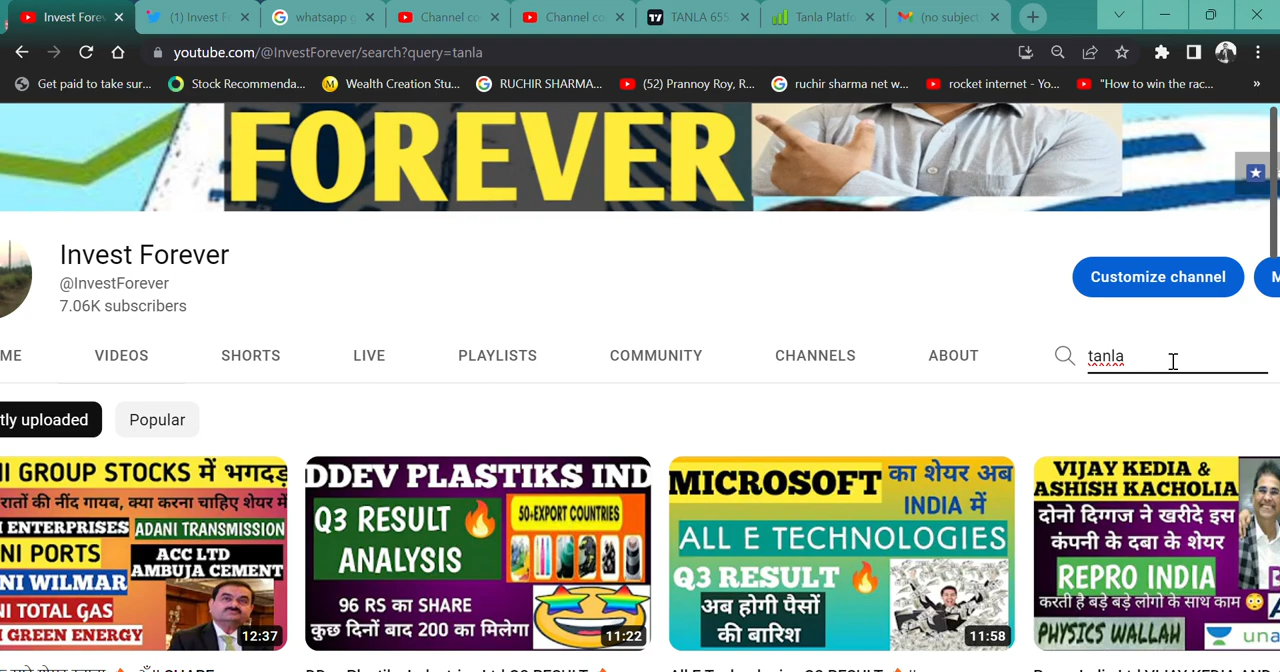 Invest Fore
(1) Invest F
whatsapp g
Channel co
Channel co
TANLA 655.
Tanla Platfo
(no subject
youtube.com/@InvestForever/search?query=tanla
Get paid to take sur...
Stock Recommenda...
Wealth Creation Stu...
RUCHIR SHARMA...
(52) Prannoy Roy, R...
ruchir sharma net w...
rocket internet - Yo...
"How to win the rac...
»
FOREVER
Invest Forever
@InvestForever
7.06K subscribers
Customize channel
M
ME
VIDEOS
SHORTS
LIVE
PLAYLISTS
COMMUNITY
CHANNELS
ABOUT
tanla
tly uploaded
Popular
NI GROUP STOCKS में भगदड़
रातों की नींद गायब, क्या करना चाहिए शेयर में
I ENTERPRISES
ADANI TRANSMISSION
NI PORTS
ACC LTD
AMBUJA CEMENT
NI WILMAR
NI TOTAL GAS
I GREEN ENERGY
12:37
DDEV PLASTIKS IND
Q3 RESULT
ANALYSIS
50+EXPORT COUNTRIES
96 RS का SHARE
कुछ दिनों बाद 200 का मिलेगा
11:22
MICROSOFT का शेयर अब
INDIA में
ALL E TECHNOLOGIES
Q3 RESULT
अब होगी पैसों
की बारिश
11:58
VIJAY KEDIA &
ASHISH KACHOLIA
दोनो दिग्गज ने खरीदे इस
कंपनी के दबा के शेयर
REPRO INDIA
करती है बड़े बड़े लोगो के साथ काम
PHYSICS WALLAH
una